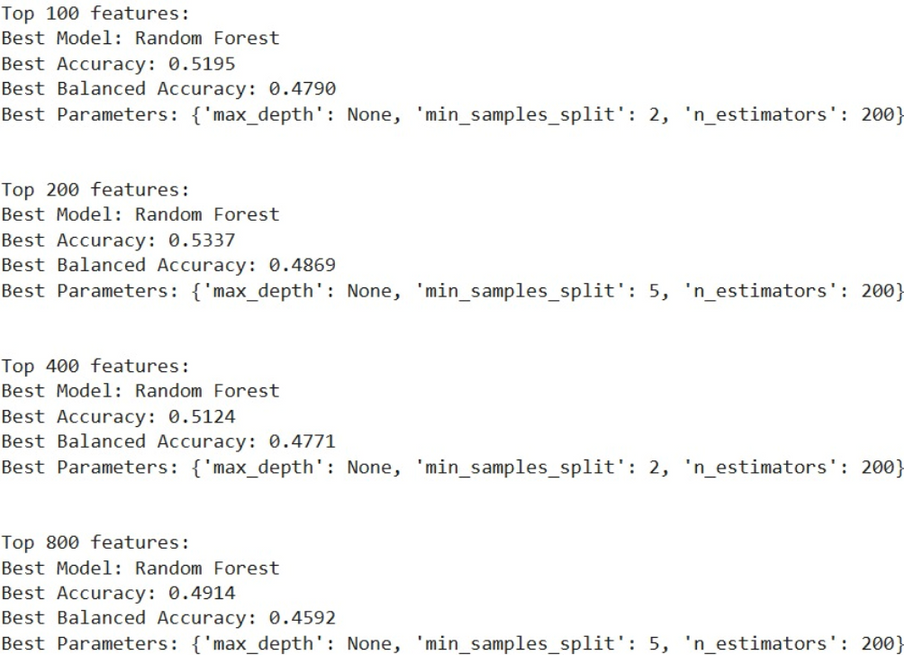 Top 100 features:
Best Model: Random Forest
Best Accuracy: 0.5195
Best Balanced Accuracy: 0.4790
Best Parameters: {'max_depth': None, 'min_samples_split': 2, 'n_estimators': 200}
Top 200 features:
Best Model: Random Forest
Best Accuracy: 0.5337
Best Balanced Accuracy: 0.4869
Best Parameters: {'max_depth': None, 'min_samples_split': 5, 'n_estimators': 200}
Top 400 features:
Best Model: Random Forest
Best Accuracy: 0.5124
Best Balanced Accuracy: 0.4771
Best Parameters: {'max_depth': None, 'min_samples_split': 2, 'n_estimators': 200}
Top 800 features:
Best Model: Random Forest
Best Accuracy: 0.4914
Best Balanced Accuracy: 0.4592
Best Parameters: {'max_depth': None, 'min_samples_split': 5, 'n_estimators': 200}